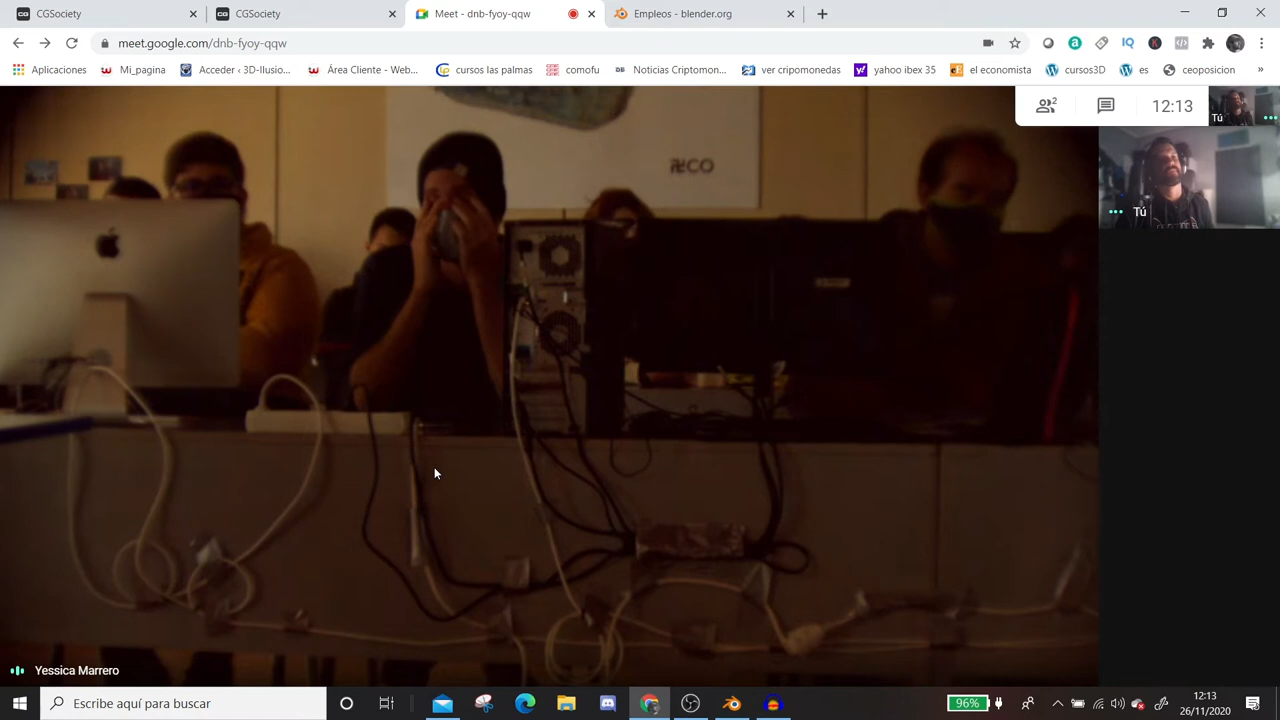 CGSociety
CGSociety
Meet - dnb-fyoy-qqw
Empleos - blender.org
meet.google.com/dnb-fyoy-qqw
Aplicaciones
Mi_pagina
Acceder ‹ 3D-Ilusio...
Área Cliente - Web...
cursos las palmas
comofu
Noticias Criptomon...
ver cripomonedas
yahoo ibex 35
el economista
cursos3D
es
ceoposicion
2
12:13
Tú
Tú
Yessica Marrero
Escribe aquí para buscar
96%
12:13
26/11/2020